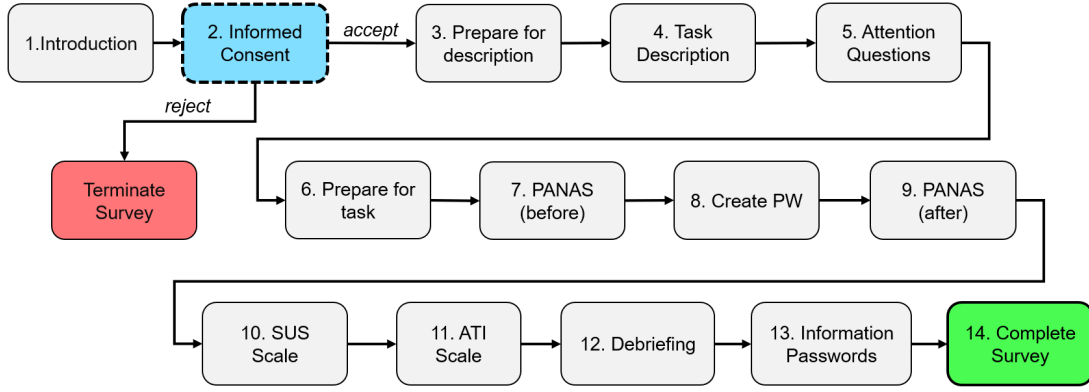 1.Introduction
2. Informed
Consent
accept
3. Prepare for
description
4. Task
Description
5. Attention
Questions
reject
Terminate
Survey
6. Prepare for
task
7. PANAS
(before)
8. Create PW
9. PANAS
(after)
10. SUS
Scale
11. ATI
Scale
12. Debriefing
13. Information
Passwords
14. Complete
Survey